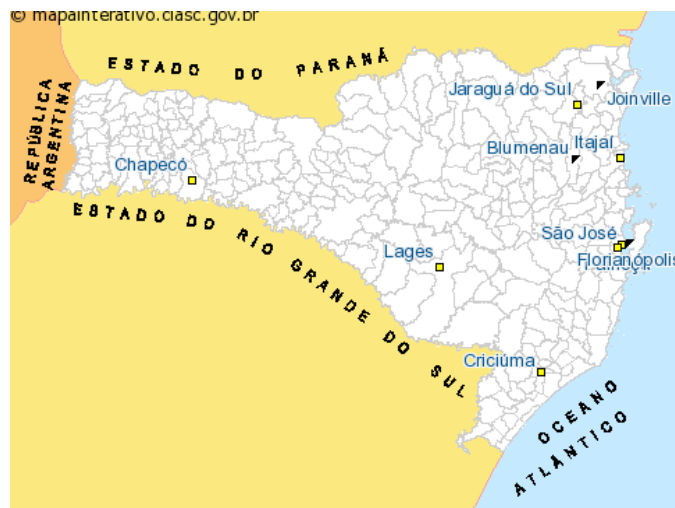 © mapainterativo.ciasc.gov.br
ESTADO DO PARANÁ
REPÚBLICA
ARGENTINA
Jaraguá do Sul
Joinville
Blumenau
Itajaí
Chapecó
ESTADO DO RIO GRANDE DO SUL
São José
Florianópolis
Lages
Criciúma
OCEANO
ATLÂNTICO